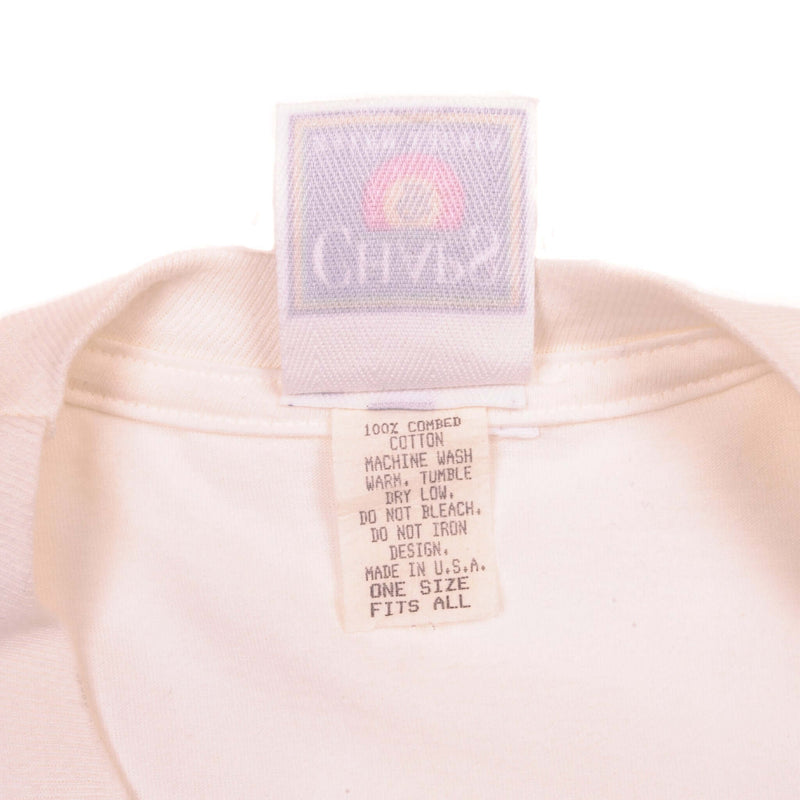 100% COMBED
COTTON
MACHINE WASH
WARM. TUMBLE
DRY LOW.
DO NOT BLEACH.
DO NOT IRON
DESIGN.
MADE IN U.S.A.
ONE SIZE
FITS ALL